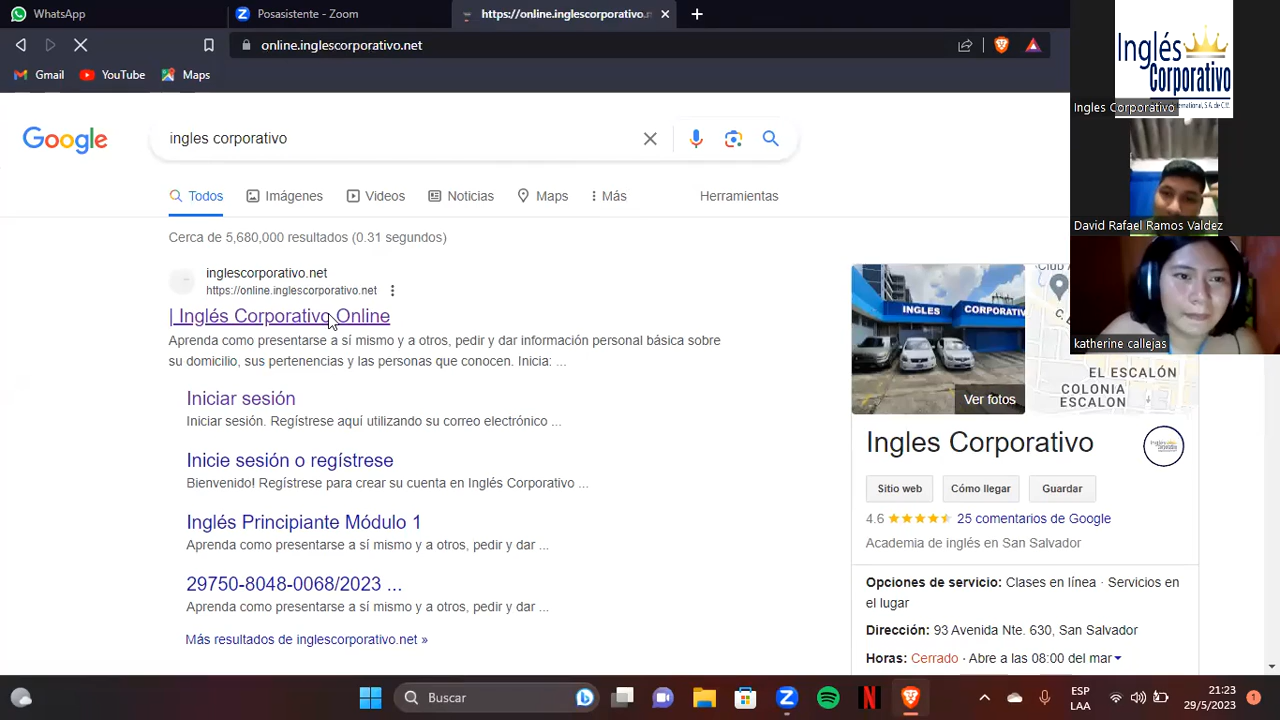 WhatsApp
Posasistente - Zoom
https://online.inglescorporativo.n
online.inglescorporativo.net
Gmail
YouTube
Maps
Google
ingles corporativo
Todos
Imágenes
Videos
Noticias
Maps
Más
Herramientas
Cerca de 5,680,000 resultados (0.31 segundos)
inglescorporativo.net
https://online.inglescorporativo.net
| Inglés Corporativo Online
Aprenda como presentarse a sí mismo y a otros, pedir y dar información personal básica sobre
su domicilio, sus pertenencias y las personas que conocen. Inicia: ...
Iniciar sesión
Iniciar sesión. Regístrese aquí utilizando su correo electrónico ...
Inicie sesión o regístrese
Bienvenido! Regístrese para crear su cuenta en Inglés Corporativo ...
Inglés Principiante Módulo 1
Aprenda como presentarse a sí mismo y a otros, pedir y dar ...
29750-8048-0068/2023 ...
Aprenda como presentarse a sí mismo y a otros, pedir y dar ...
Más resultados de inglescorporativo.net »
INGLES
CORPORATIVO
Ver fotos
Club
EL ESCALÓN
COLONIA
ESCALON
Ingles Corporativo
Sitio web
Cómo llegar
Guardar
4.6
25 comentarios de Google
Academia de inglés en San Salvador
Opciones de servicio: Clases en línea · Servicios en
el lugar
Dirección: 93 Avenida Nte. 630, San Salvador
Horas: Cerrado · Abre a las 08:00 del mar
Inglés
Corporativo
International, S.A. de C.V.
Ingles Corporativo
David Rafael Ramos Valdez
katherine callejas
Buscar
ESP
LAA
21:23
29/5/2023
1